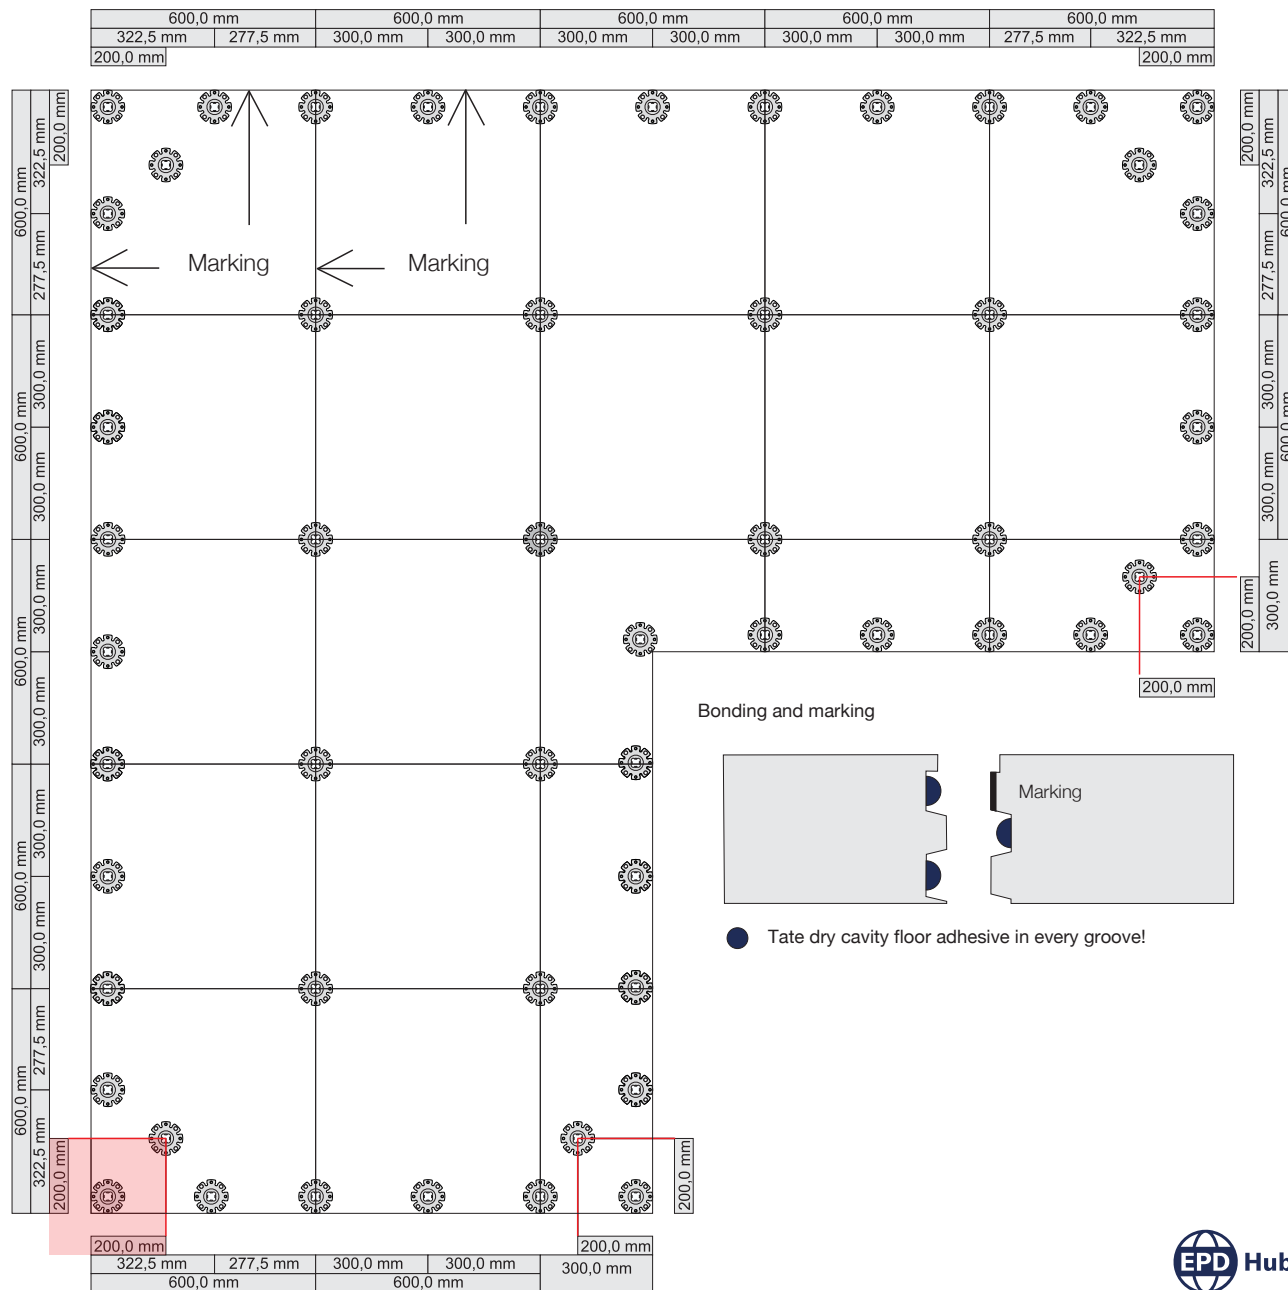 600,0 mm 600,0 mm 600,0 mm 600,0 mm 600,0 mm
322,5 mm 277,5 mm 300,0 mm 300,0 mm 300,0 mm 300,0 mm 300,0 mm 300,0 mm 277,5 mm 322,5 mm
200,0 mm 200,0 mm
600,0 mm 600,0 mm 600,0 mm 600,0 mm 600,0 mm
322,5 mm 277,5 mm 300,0 mm 300,0 mm 300,0 mm 300,0 mm 300,0 mm 300,0 mm 277,5 mm 322,5 mm
200,0 mm 200,0 mm
Marking Marking
200,0 mm 200,0 mm
322,5 mm 277,5 mm 300,0 mm 300,0 mm 300,0 mm
600,0 mm 600,0 mm
200,0 mm
Bonding and marking
Marking
Tate dry cavity floor adhesive in every groove!
200,0 mm
200,0 mm 200,0 mm
322,5 mm 277,5 mm 300,0 mm 300,0 mm 300,0 mm
600,0 mm 600,0 mm
EPD Hub